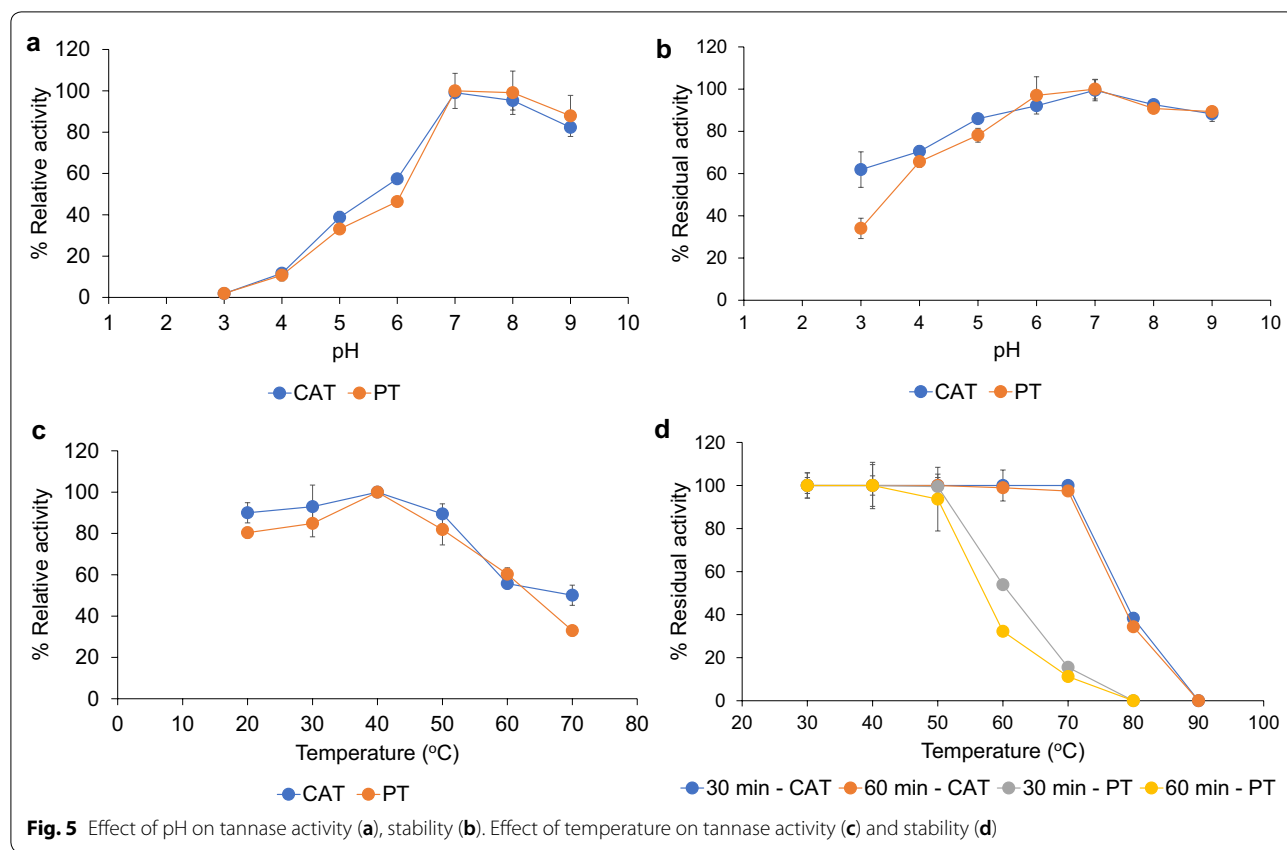 a
120
100
80
60
40
20
0
% Relative activity
1 2 3 4 5 6 7 8 9 10
pH
CAT PT
b
120
100
80
60
40
20
0
% Residual activity
1 2 3 4 5 6 7 8 9 10
pH
CAT PT
c
120
100
80
60
40
20
0
% Relative activity
0 10 20 30 40 50 60 70 80
Temperature (°C)
CAT PT
d
120
100
80
60
40
20
0
% Residual activity
20 30 40 50 60 70 80 90 100
Temperature (°C)
30 min - CAT 60 min - CAT 30 min - PT 60 min - PT
Fig. 5 Effect of pH on tannase activity (a), stability (b). Effect of temperature on tannase activity (c) and stability (d)